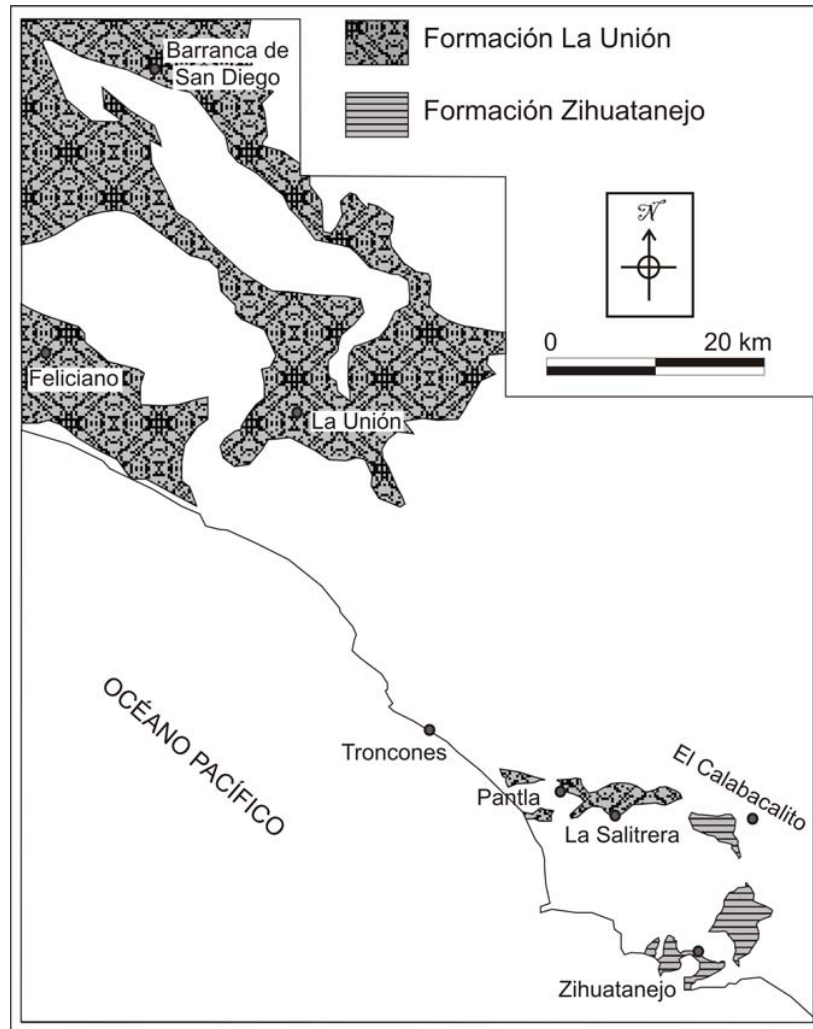 Barranca de
San Diego
Formación La Unión
Formación Zihuatanejo
N
0 20 km
Feliciano
La Unión
OCÉANO PACÍFICO
Troncones
Pantla
La Salitrera
El Calabacalito
Zihuatanejo